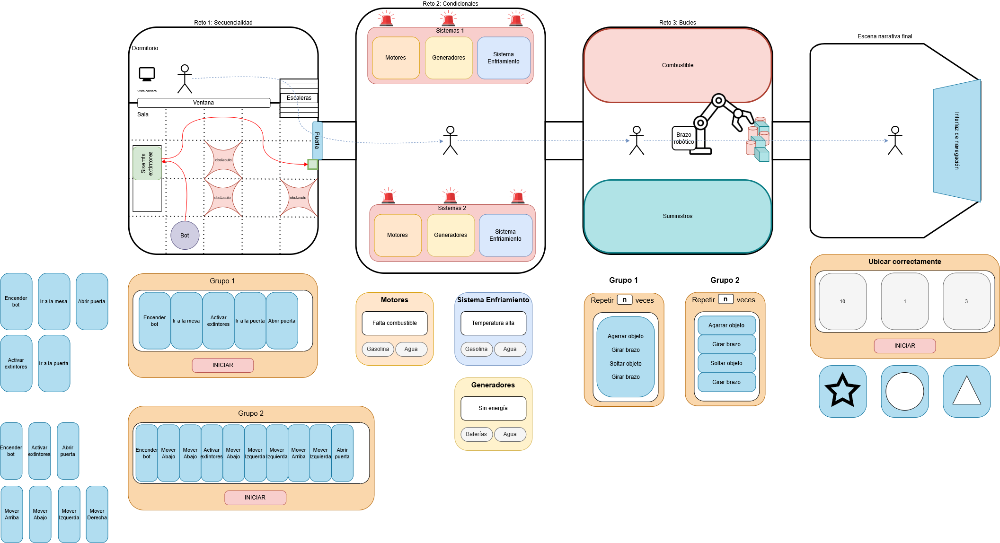 Reto 1: Secuencialidad
Dormitorio
Vista cámara
Ventana
Escaleras
Sala
Puerta
Sisemta
extintores
obstaculo
obstaculo
obstaculo
Bot
Reto 2: Condicionales
Sistemas 1
Motores
Generadores
Sistema
Enfriamiento
Sistemas 2
Motores
Generadores
Sistema
Enfriamiento
Reto 3: Bucles
Combustible
Brazo
robótico
Suministros
Escena narrativa final
Interfaz de navegación
Encender
bot
Ir a la mesa
Abrir puerta
Activar
extintores
Ir a la puerta
Grupo 1
Encender
bot
Ir a la mesa
Activar
extintores
Ir a la puerta
Abrir puerta
INICIAR
Encender
bot
Activar
extintores
Abrir
puerta
Mover
Arriba
Mover
Abajo
Mover
Izquerda
Mover
Derecha
Grupo 2
Encender
bot
Mover
Abajo
Mover
Abajo
Activar
extintores
Mover
Abajo
Mover
Izquerda
Mover
Izquierda
Mover
Arriba
Mover
Izquierda
Abrir
puerta
INICIAR
Motores
Falta combustible
Gasolina
Agua
Sistema Enfriamiento
Temperatura alta
Gasolina
Agua
Generadores
Sin energía
Baterías
Agua
Grupo 1
Repetir n veces
Agarrar objeto
Girar brazo
Soltar objeto
Girar brazo
Grupo 2
Repetir n veces
Agarrar objeto
Girar brazo
Soltar objeto
Girar brazo
Ubicar correctamente
10
1
3
INICIAR